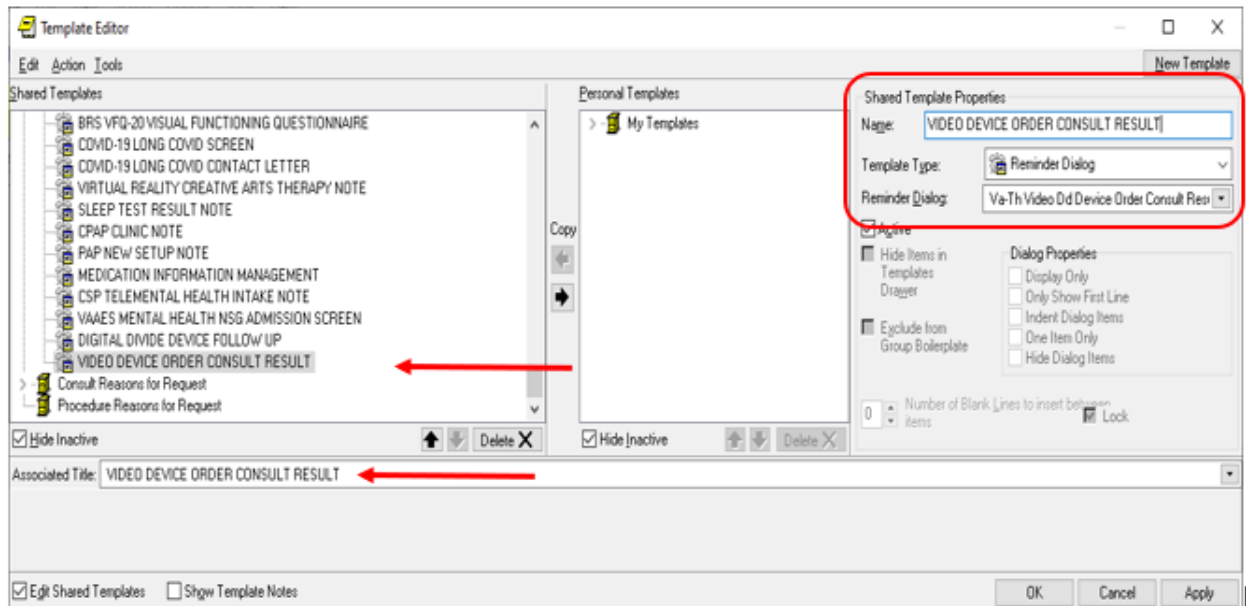 Template Editor
Edit Action Tools
New Template
Shared Templates
BRS VFQ-20 VISUAL FUNCTIONING QUESTIONNAIRE
COVID-19 LONG COVID SCREEN
COVID-19 LONG COVID CONTACT LETTER
VIRTUAL REALITY CREATIVE ARTS THERAPY NOTE
SLEEP TEST RESULT NOTE
CPAP CLINIC NOTE
PAP NEW SETUP NOTE
MEDICATION INFORMATION MANAGEMENT
CSP TELEMENTAL HEALTH INTAKE NOTE
VAAES MENTAL HEALTH NSG ADMISSION SCREEN
DIGITAL DIVIDE DEVICE FOLLOW UP
VIDEO DEVICE ORDER CONSULT RESULT
Consult Reasons for Request
Procedure Reasons for Request
Hide Inactive
Delete X
Copy
Personal Templates
My Templates
Hide Inactive
Delete X
Shared Template Properties
Name: VIDEO DEVICE ORDER CONSULT RESULT
Template Type: Reminder Dialog
Reminder Dialog: Va-Th Video Dd Device Order Consult Resu
Active
Hide Items in
Templates
Drawer
Exclude from
Group Boilerplate
Dialog Properties
Display Only
Only Show First Line
Indent Dialog Items
One Item Only
Hide Dialog Items
0 Number of Blank Lines to insert between
items
Lock
Associated Title: VIDEO DEVICE ORDER CONSULT RESULT
Edit Shared Templates Show Template Notes
OK Cancel Apply